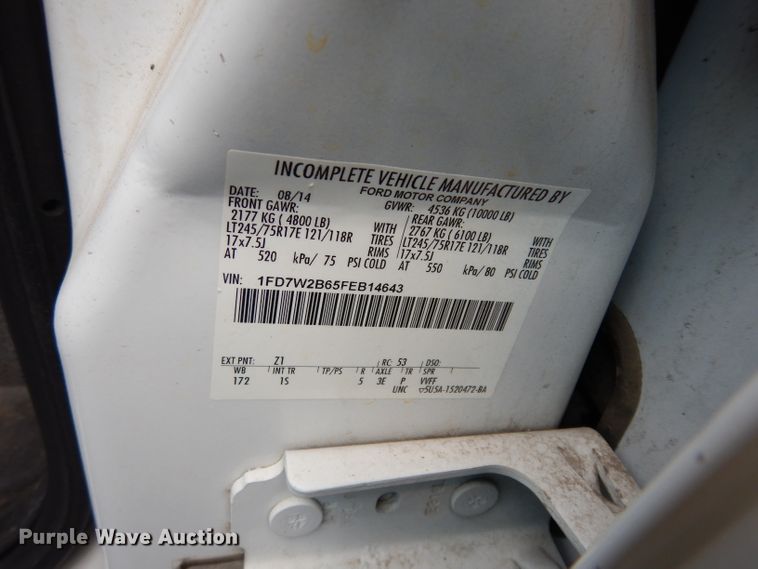 INCOMPLETE VEHICLE MANUFACTURED BY
FORD MOTOR COMPANY
DATE: 08/14 GVWR: 4536 KG (10000 LB)
FRONT GAWR: REAR GAWR:
2177 KG ( 4800 LB) WITH 2767 KG ( 6100 LB) WITH
LT245/75R17E 121/118R TIRES LT245/75R17E 121/118R TIRES
17x7.5J RIMS 17x7.5J RIMS
AT 520 kPa/ 75 PSI COLD AT 550 kPa/ 80 PSI COLD
VIN: 1FD7W2B65FEB14643
EXT PNT: Z1 RC: 53 DSO:
WB INT TR TP/PS R AXLE TR SPR
172 1S 5 3E P VVFF
UNC 5U5A-1520472-BA
Purple Wave Auction